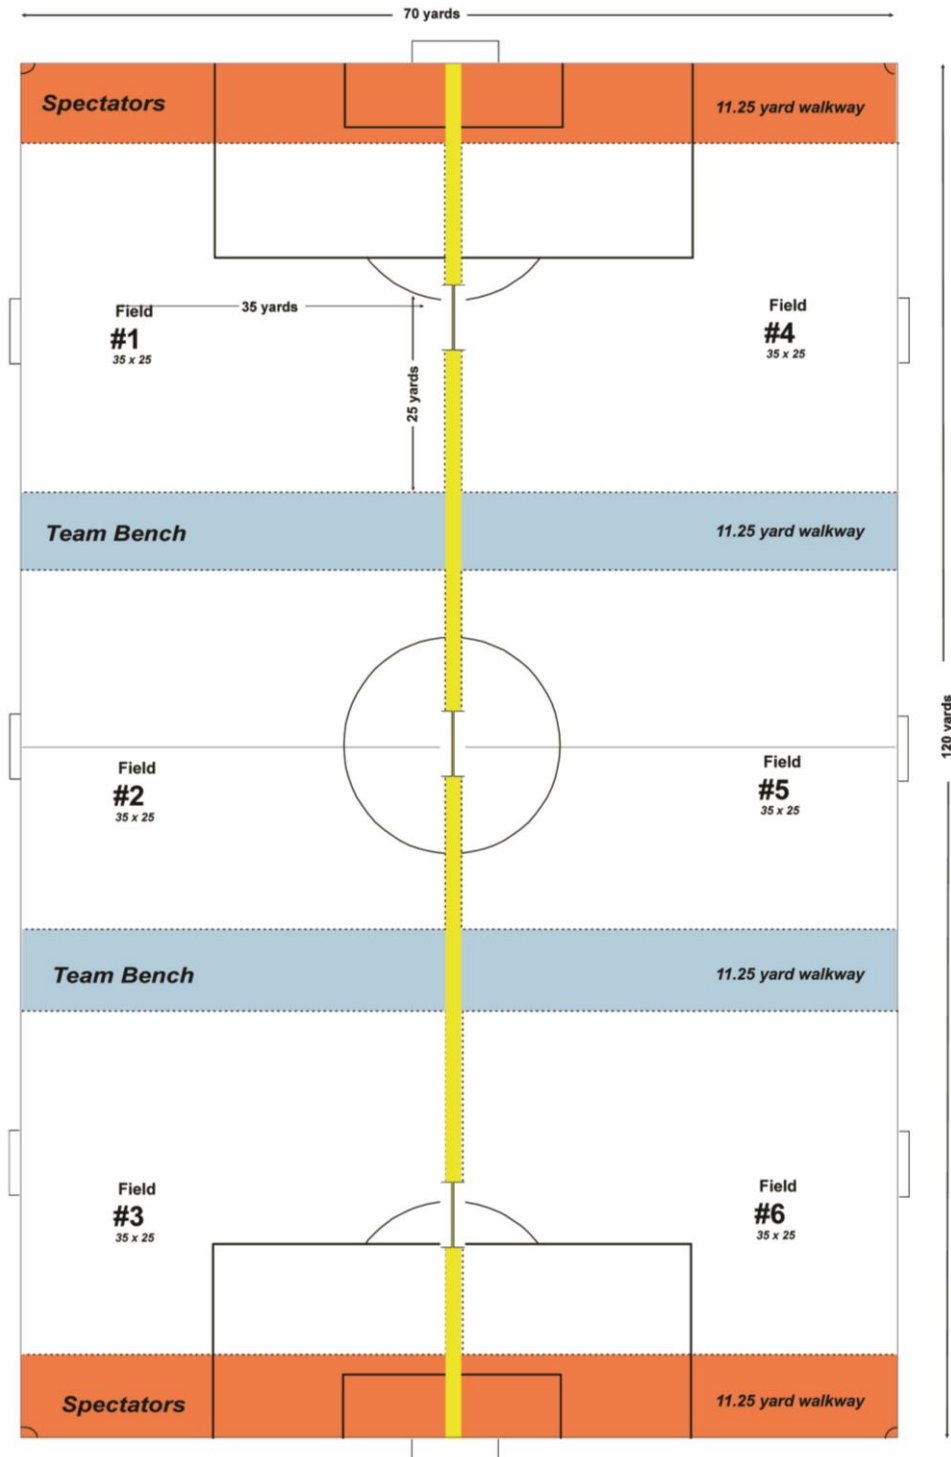 70 yards
Spectators
11.25 yard walkway
Field
#1
35 x 25
35 yards
25 yards
Field
#4
35 x 25
Team Bench
11.25 yard walkway
120 yards
Field
#2
35 x 25
Field
#5
35 x 25
Team Bench
11.25 yard walkway
Field
#3
35 x 25
Field
#6
35 x 25
Spectators
11.25 yard walkway